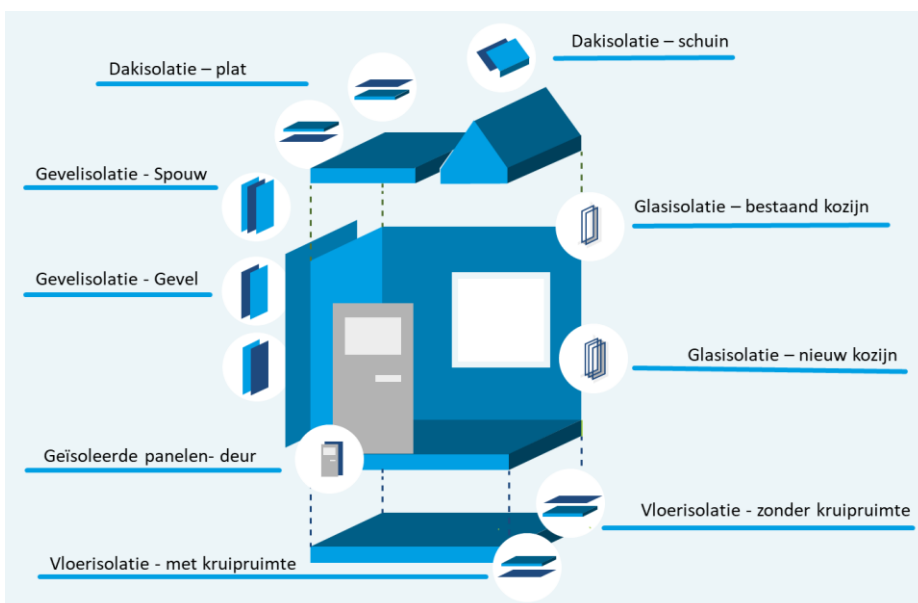 Dakisolatie – schuin
Dakisolatie – plat
Gevelisolatie - Spouw
Glasisolatie – bestaand kozijn
Gevelisolatie - Gevel
Glasisolatie – nieuw kozijn
Geïsoleerde panelen- deur
Vloerisolatie - zonder kruipruimte
Vloerisolatie - met kruipruimte